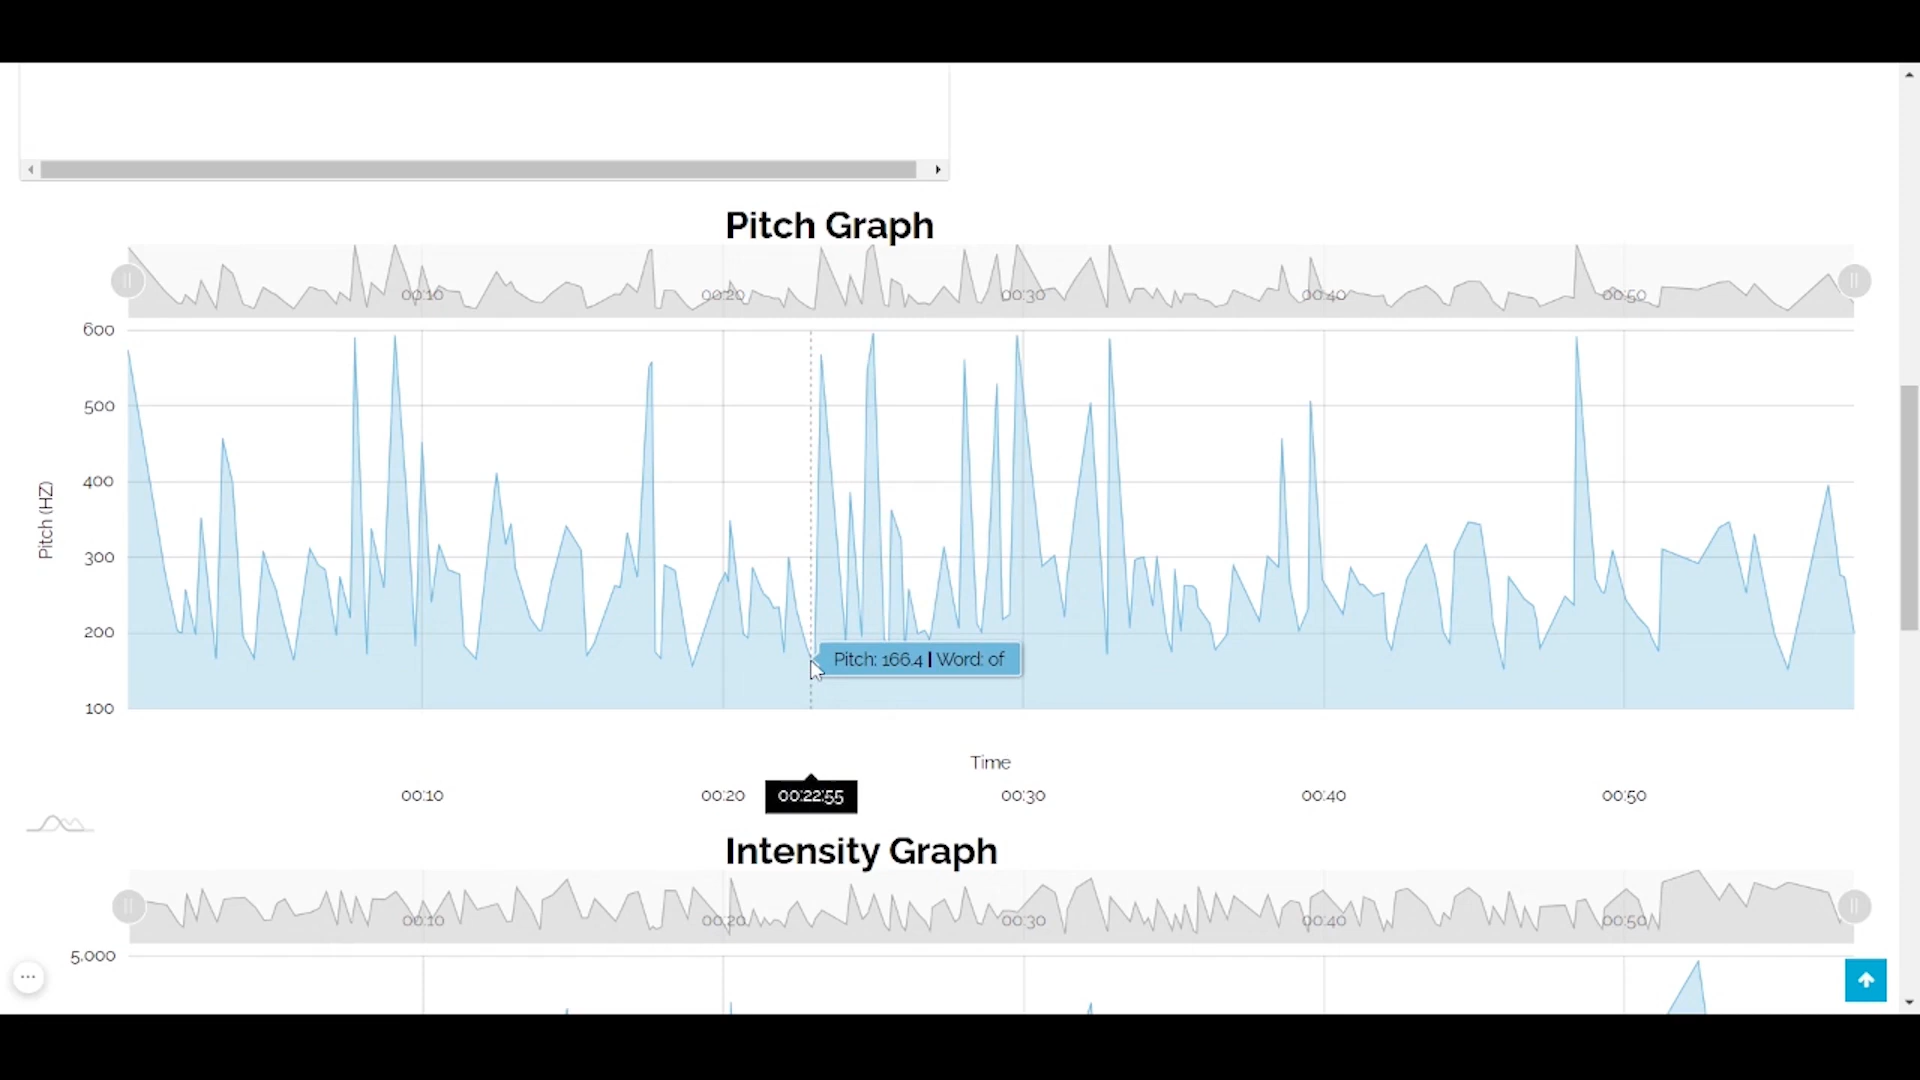 Pitch Graph
00:10 00:20 00:30 00:40 00:50
600
500
400
300
200
100
Pitch (HZ)
Pitch: 166.4 | Word: of
Time
00:10 00:20 00:22:55 00:30 00:40 00:50
Intensity Graph
00:10 00:20 00:30 00:40 00:50
5,000